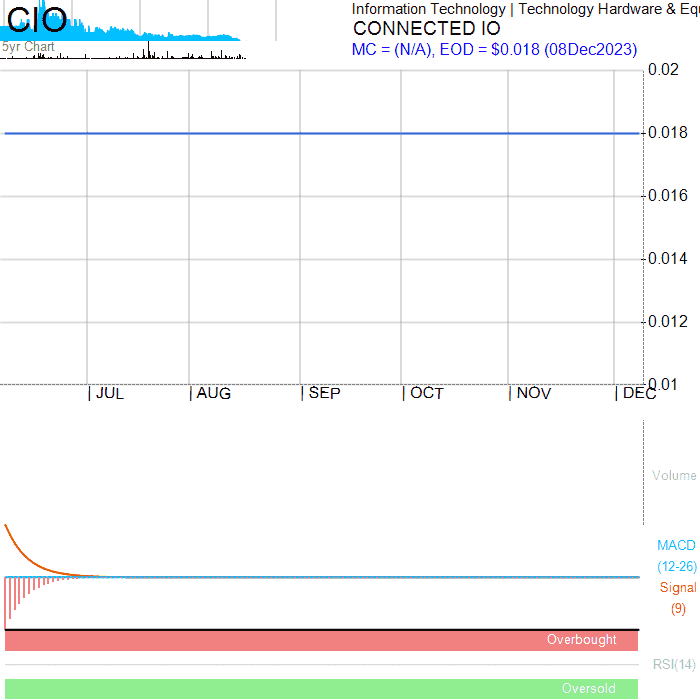 CIO
5yr Chart
Information Technology | Technology Hardware & Equ
CONNECTED IO
MC = (N/A), EOD = $0.018 (08Dec2023)
0.02
0.018
0.016
0.014
0.012
0.01
| JUL | AUG | SEP | OCT | NOV | DEC
Volume
MACD
(12-26)
Signal
(9)
Overbought
RSI(14)
Oversold